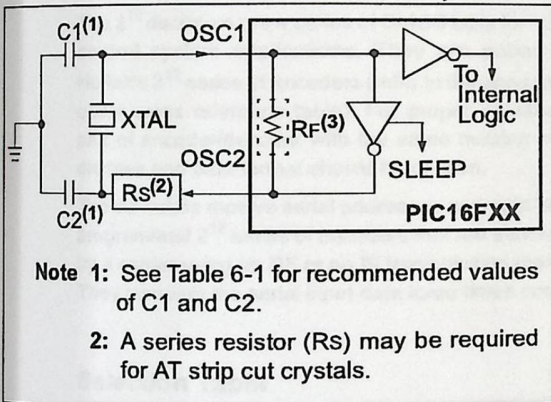 C1(1)
OSC1
To
Internal
Logic
XTAL
RF(3)
OSC2
SLEEP
C2(1)
RS(2)
PIC16FXX
Note 1: See Table 6-1 for recommended values
of C1 and C2.
2: A series resistor (RS) may be required
for AT strip cut crystals.